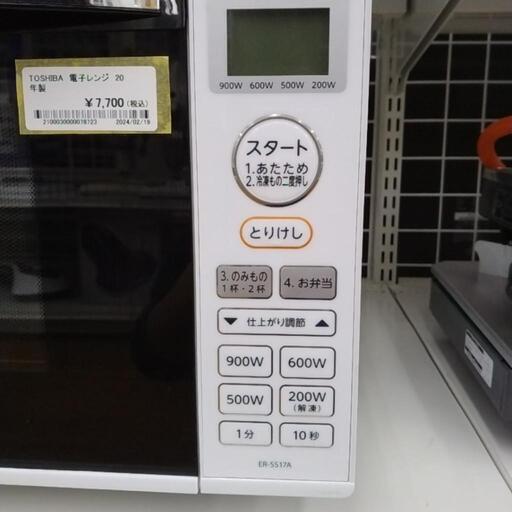 TOSHIBA 電子レンジ 20
年製
¥7,700(税込)
2024/02/19
900W 600W 500W 200W
スタート
1.あたため
2.冷凍もの二度押し
とりけし
3.のみもの
1杯・2杯
4.お弁当
▼ 仕上がり調節 ▲
900W
600W
500W
200W
(解凍)
1分
10秒
ER-SS17A